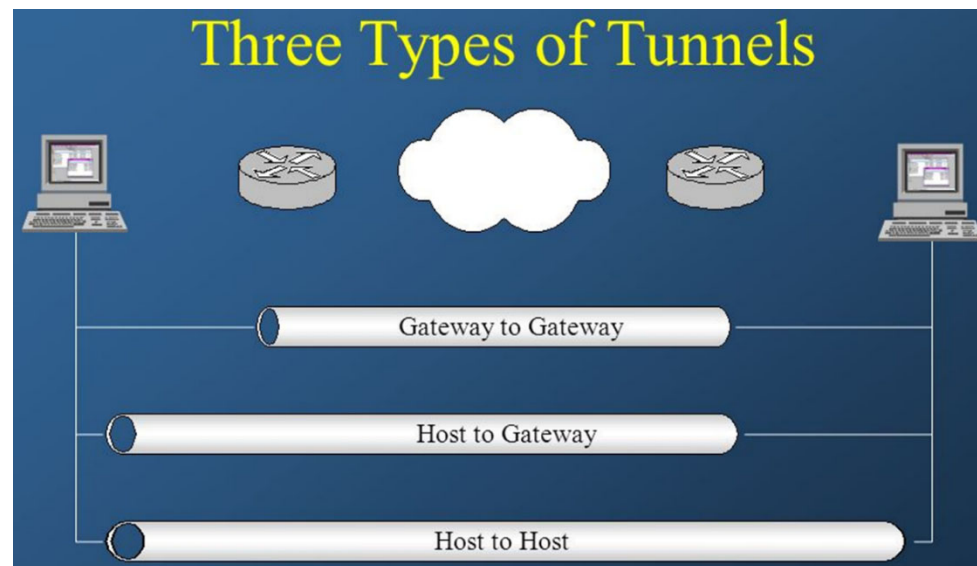 Three Types of Tunnels
Gateway to Gateway
Host to Gateway
Host to Host